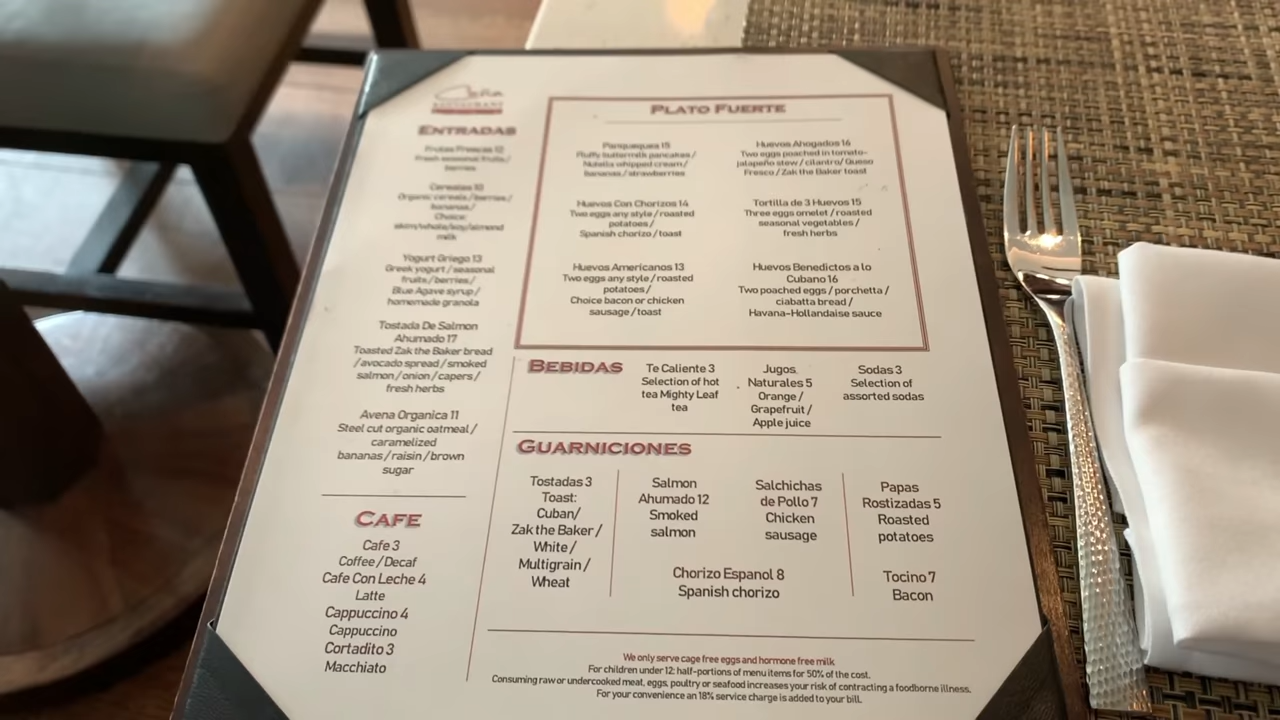 ENTRADAS
Frutas Frescas 12
Fresh seasonal fruits /
berries
Cereales 10
Organic cereals / berries /
bananas /
Choice:
skim/whole/soy/almond
milk
Yogurt Griego 13
Greek yogurt / seasonal
fruits / berries /
Blue Agave syrup /
homemade granola
Tostada De Salmon
Ahumado 17
Toasted Zak the Baker bread
/ avocado spread / smoked
salmon / onion / capers /
fresh herbs
Avena Organica 11
Steel cut organic oatmeal /
caramelized
bananas / raisin / brown
sugar
CAFE
Cafe 3
Coffee / Decaf
Cafe Con Leche 4
Latte
Cappuccino 4
Cappuccino
Cortadito 3
Macchiato
PLATO FUERTE
Panqueques 15
Fluffy buttermilk pancakes /
Nutella whipped cream /
bananas / strawberries
Huevos Con Chorizos 14
Two eggs any style / roasted
potatoes /
Spanish chorizo / toast
Huevos Americanos 13
Two eggs any style / roasted
potatoes /
Choice bacon or chicken
sausage / toast
Huevos Ahogados 16
Two eggs poached in tomato-
jalapeño stew / cilantro / Queso
Fresco / Zak the Baker toast
Tortilla de 3 Huevos 15
Three eggs omelet / roasted
seasonal vegetables /
fresh herbs
Huevos Benedictos a lo
Cubano 16
Two poached eggs / porchetta /
ciabatta bread /
Havana-Hollandaise sauce
BEBIDAS
Te Caliente 3
Selection of hot
tea Mighty Leaf
tea
Jugos
Naturales 5
Orange /
Grapefruit /
Apple juice
Sodas 3
Selection of
assorted sodas
GUARNICIONES
Tostadas 3
Toast:
Cuban/
Zak the Baker /
White /
Multigrain /
Wheat
Salmon
Ahumado 12
Smoked
salmon
Salchichas
de Pollo 7
Chicken
sausage
Chorizo Espanol 8
Spanish chorizo
Papas
Rostizadas 5
Roasted
potatoes
Tocino 7
Bacon
We only serve cage free eggs and hormone free milk
For children under 12: half-portions of menu items for 50% of the cost.
Consuming raw or undercooked meat, eggs, poultry or seafood increases your risk of contracting a foodborne illness.
For your convenience an 18% service charge is added to your bill.